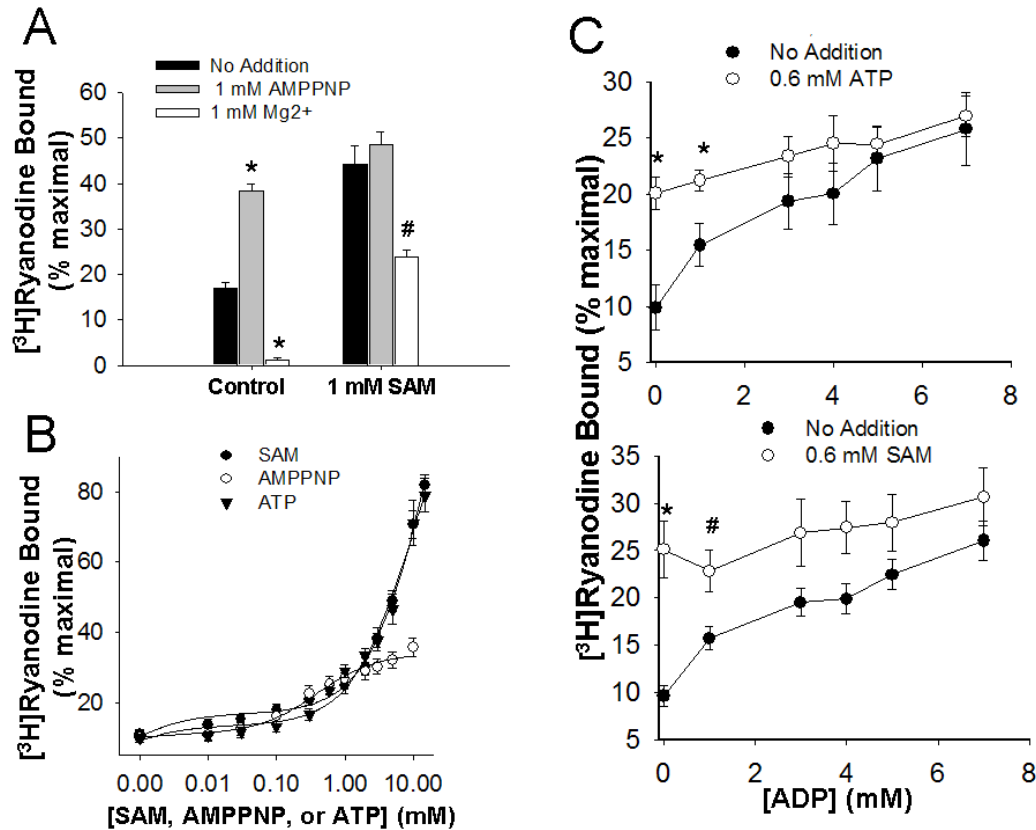 A
No Addition
1 mM AMPPNP
1 mM Mg2+
[³H]Ryanodine Bound
(% maximal)
60
50
40
30
20
10
0
*
*
#
Control
1 mM SAM
B
SAM
AMPPNP
ATP
[³H]Ryanodine Bound
(% maximal)
80
60
40
20
0.00
0.01
0.10
1.00
10.00
[SAM, AMPPNP, or ATP] (mM)
C
No Addition
0.6 mM ATP
[³H]Ryanodine Bound (% maximal)
30
25
20
15
10
5
*
*
0
2
4
6
8
No Addition
0.6 mM SAM
35
30
25
20
15
10
5
*
#
0
2
4
6
8
[ADP] (mM)